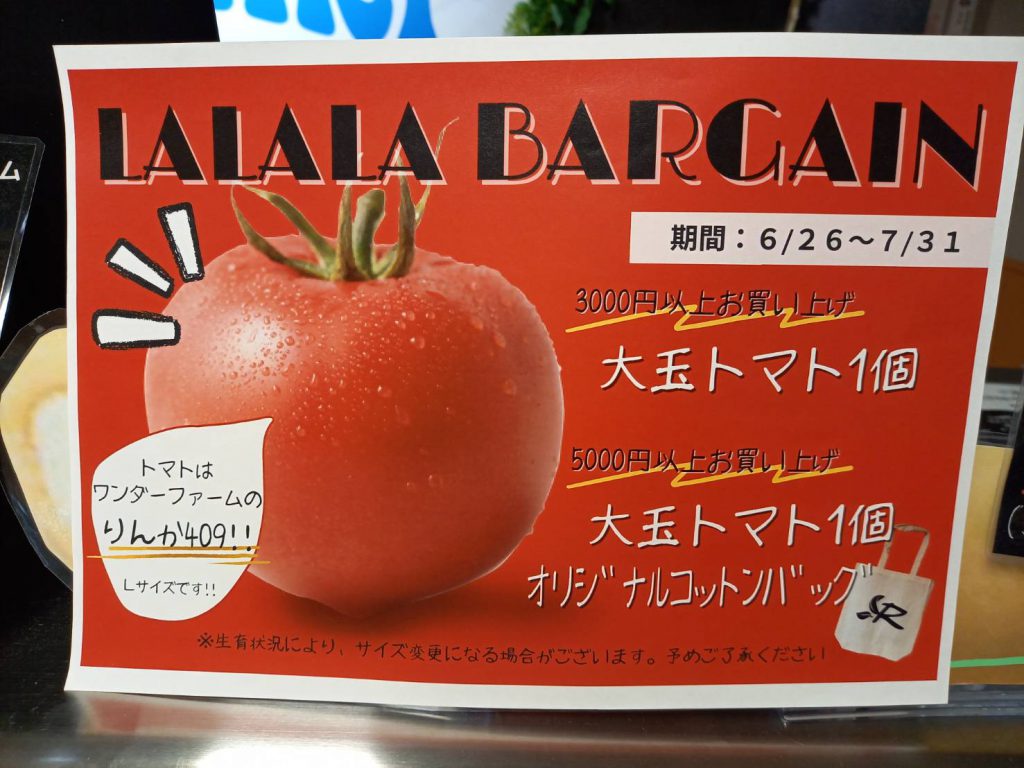 LALALA BARGAIN
期間：6/26～7/31
3000円以上お買い上げ
大玉トマト1個
5000円以上お買い上げ
大玉トマト1個
オリジナルコットンバッグ
トマトは
ワンダーファームの
りんか409!!
Lサイズです!!
※生育状況により、サイズ変更になる場合がございます。予めご了承ください
ム